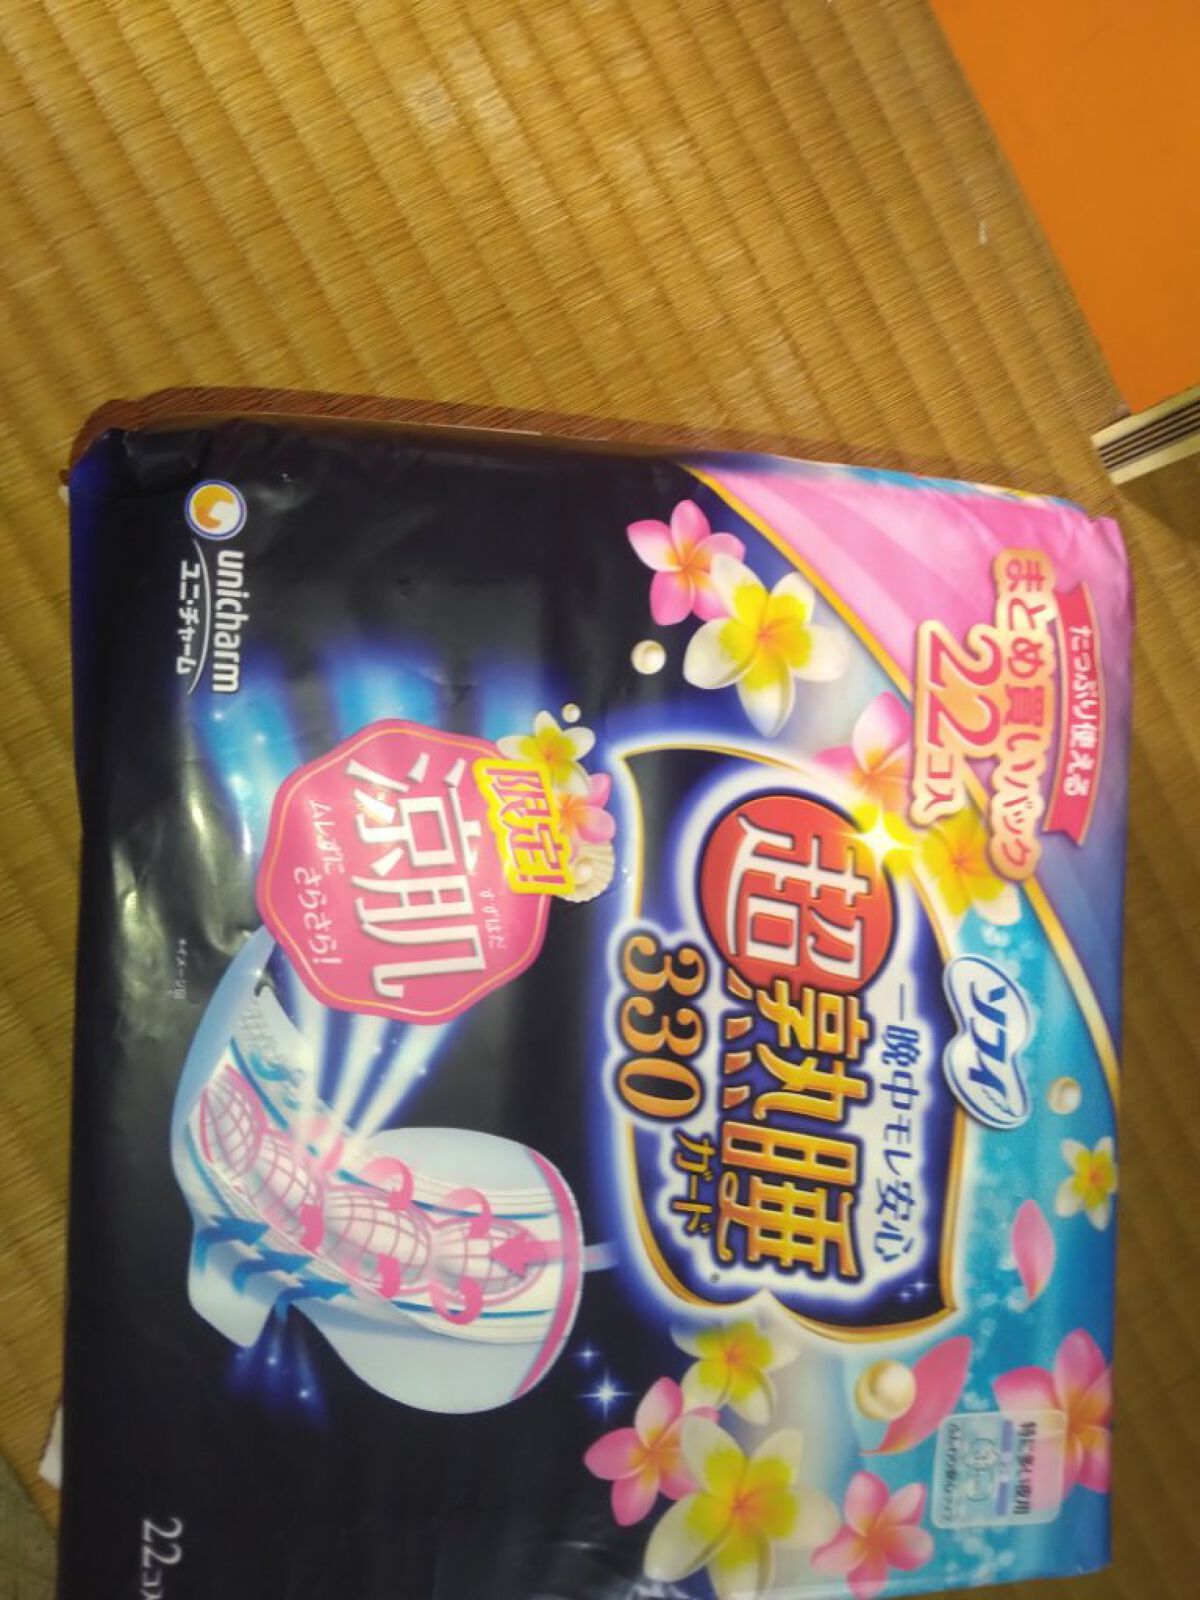 たっぷり使える
まとめ買いパック
22コ入
ソフィ
一晩中モレ安心
超熟睡
330
ガード
限定!
すずはだ
涼肌
ムレずに
さらさら!
unicharm
ユニ・チャーム
特に多い夜用
33cm
22コ